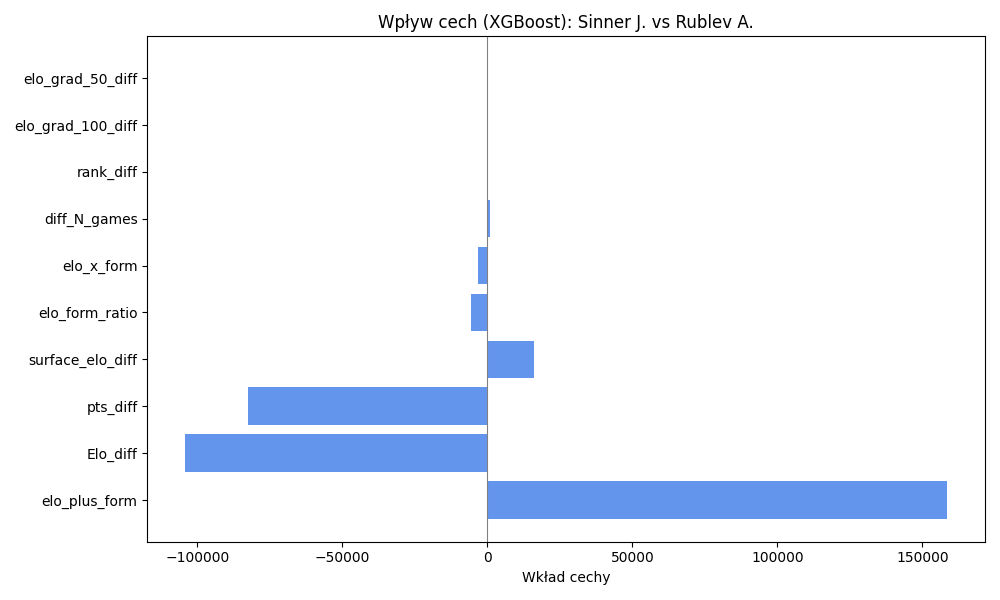 Wpływ cech (XGBoost): Sinner J. vs Rublev A.
elo_grad_50_diff
elo_grad_100_diff
rank_diff
diff_N_games
elo_x_form
elo_form_ratio
surface_elo_diff
pts_diff
Elo_diff
elo_plus_form
−100000 −50000 0 50000 100000 150000
Wkład cechy